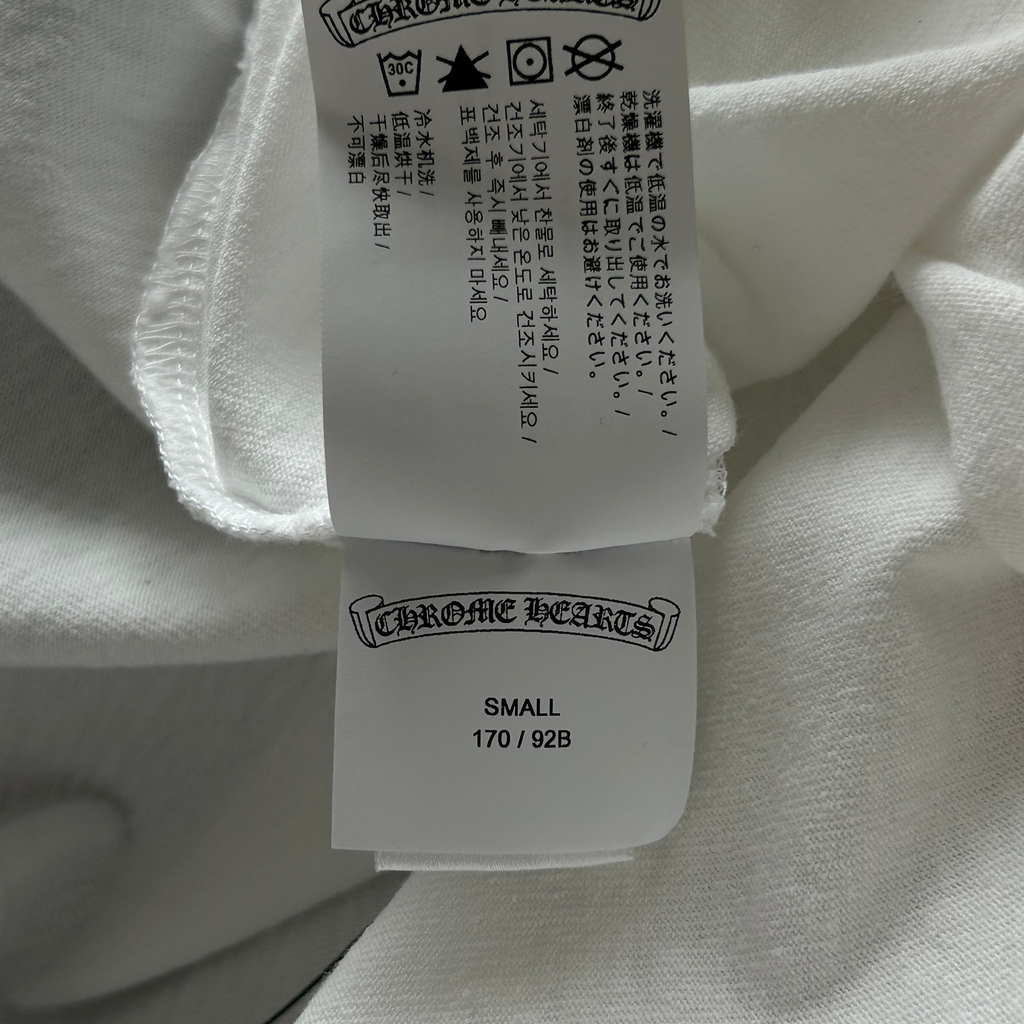 CHROME HEARTS
30C
洗濯機で低温の水でお洗いください。/
乾燥機は低温でご使用ください。/
終了後すぐに取り出してください。/
漂白剤の使用はお避けください。
세탁기에서 찬물로 세탁하세요 /
건조기에서 낮은 온도로 건조시키세요 /
건조 후 즉시 빼내세요 /
표백제를 사용하지 마세요
冷水机洗 /
低温烘干 /
干燥后尽快取出 /
不可漂白
CHROME HEARTS
SMALL
170 / 92B